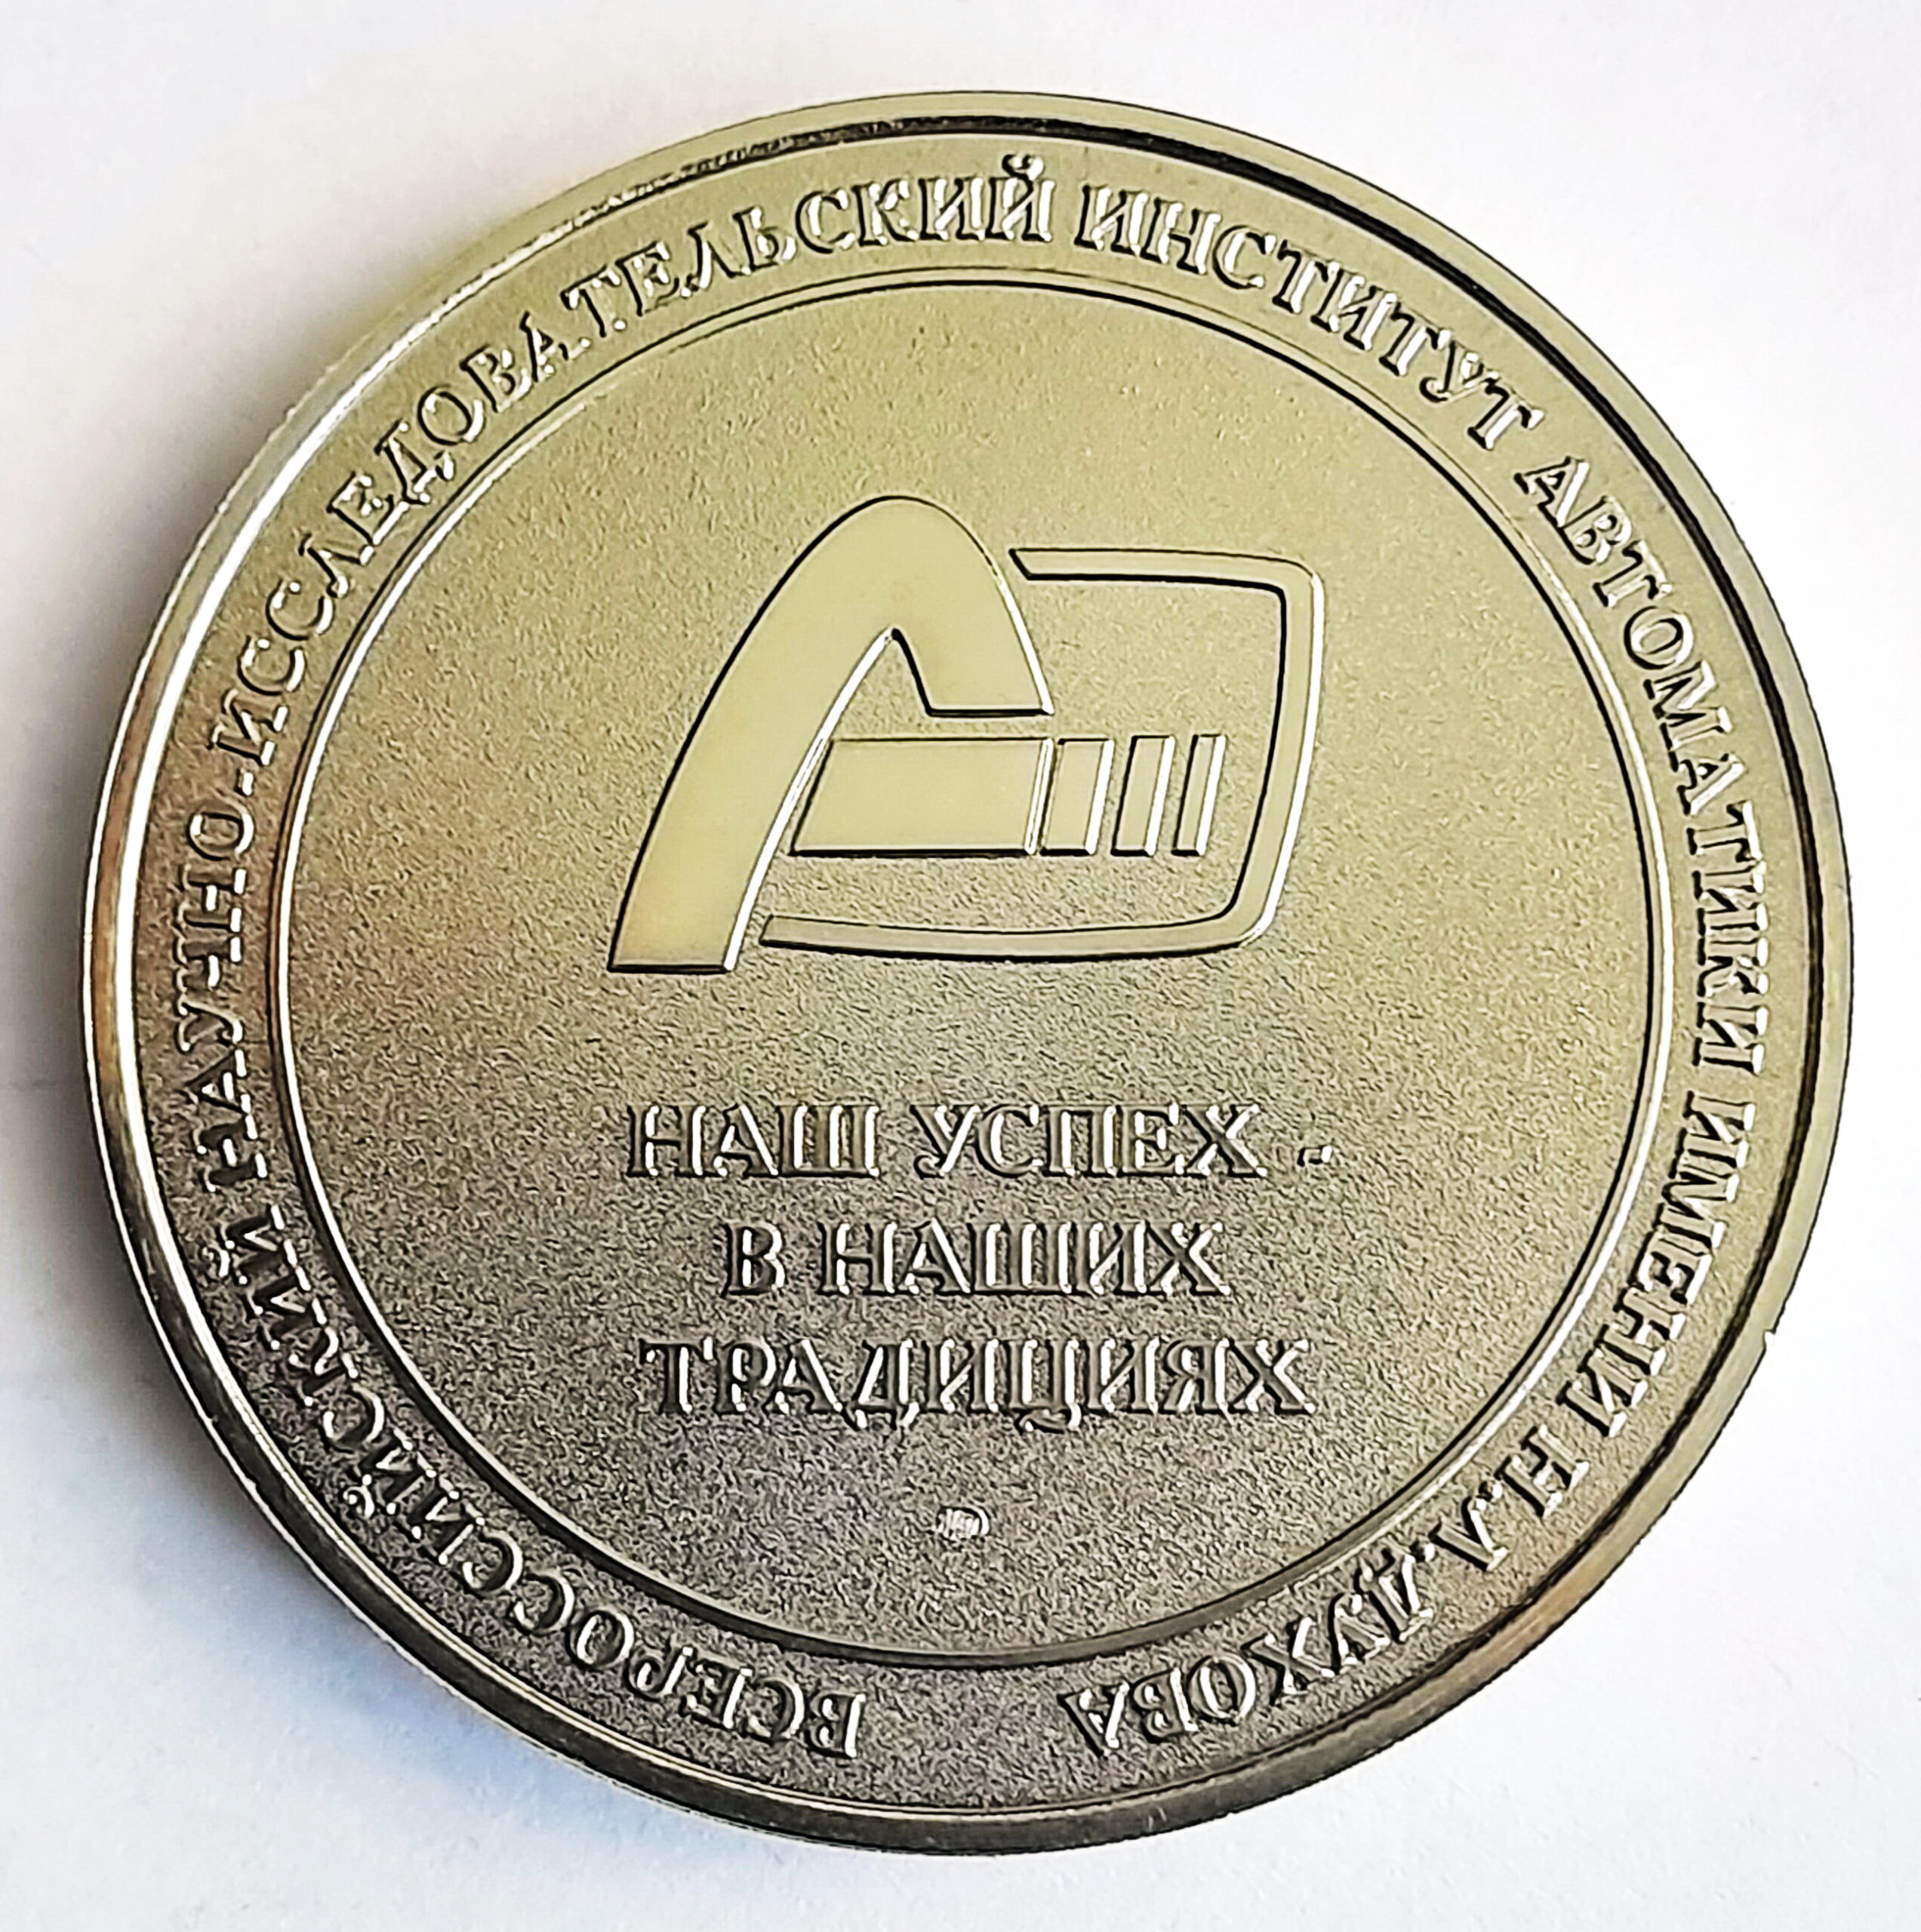 ВСЕРОССИЙСКИЙ НАУЧНО-ИССЛЕДОВАТЕЛЬСКИЙ ИНСТИТУТ АВТОМАТИКИ ИМЕНИ Н.Л.ДУХОВА
НАШ УСПЕХ -
В НАШИХ
ТРАДИЦИЯХ